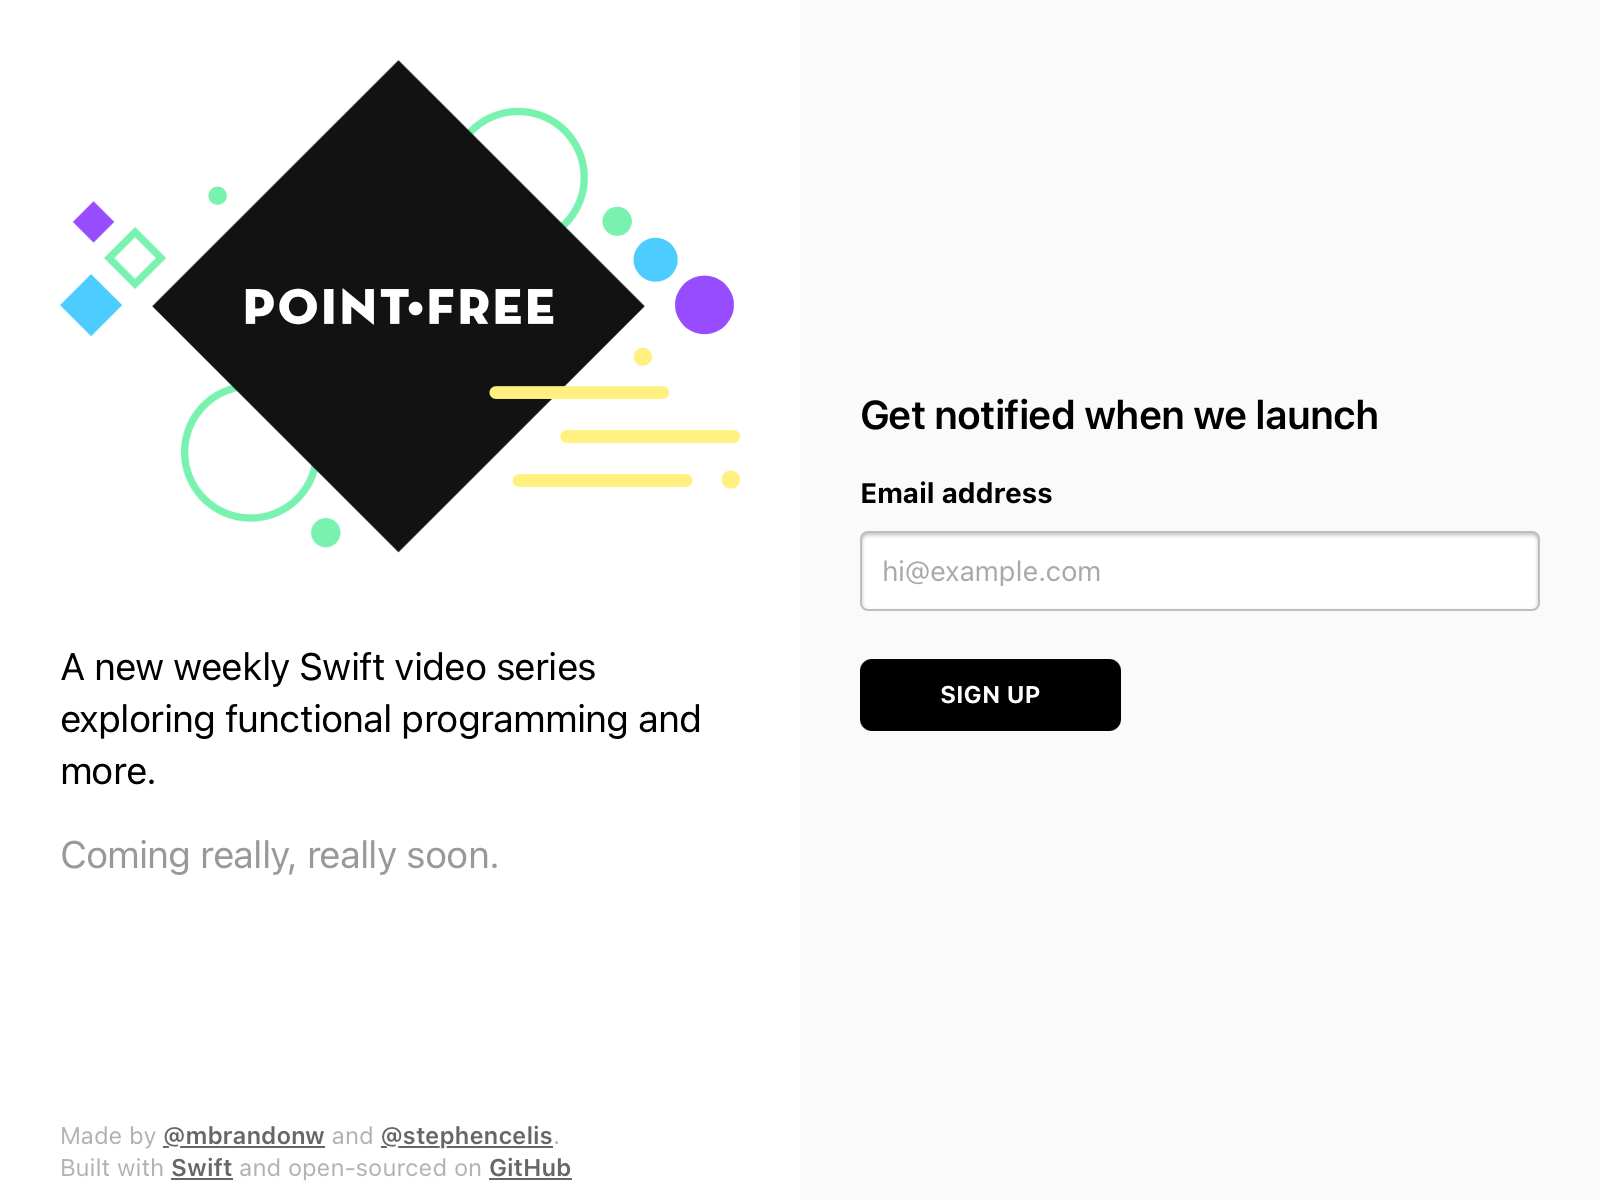 POINT•FREE
A new weekly Swift video series
exploring functional programming and
more.
Coming really, really soon.
Made by @mbrandonw and @stephencelis.
Built with Swift and open-sourced on GitHub
Get notified when we launch
Email address
hi@example.com
SIGN UP